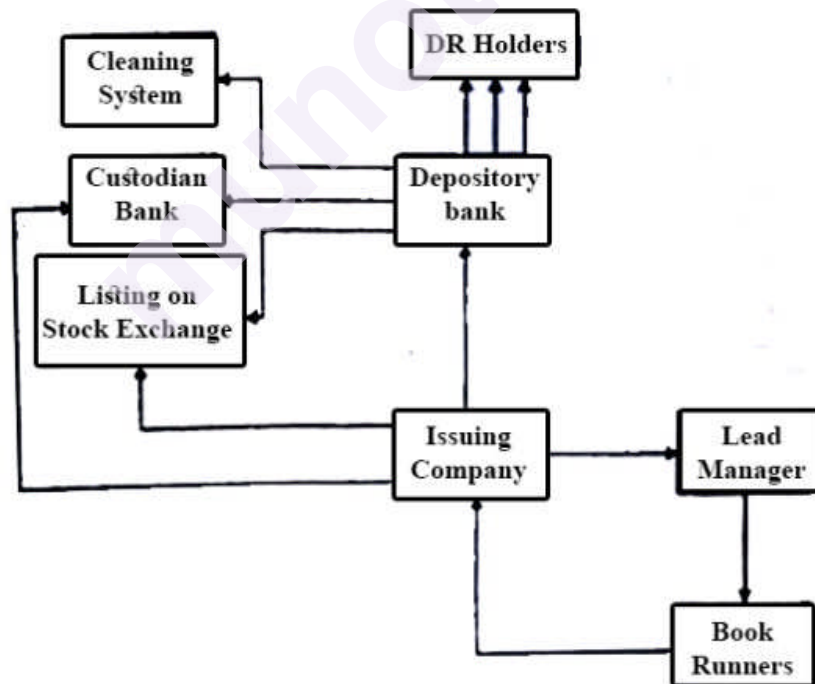 DR Holders
Cleaning
System
Custodian
Bank
Depository
bank
Listing on
Stock Exchange
Issuing
Company
Lead
Manager
Book
Runners